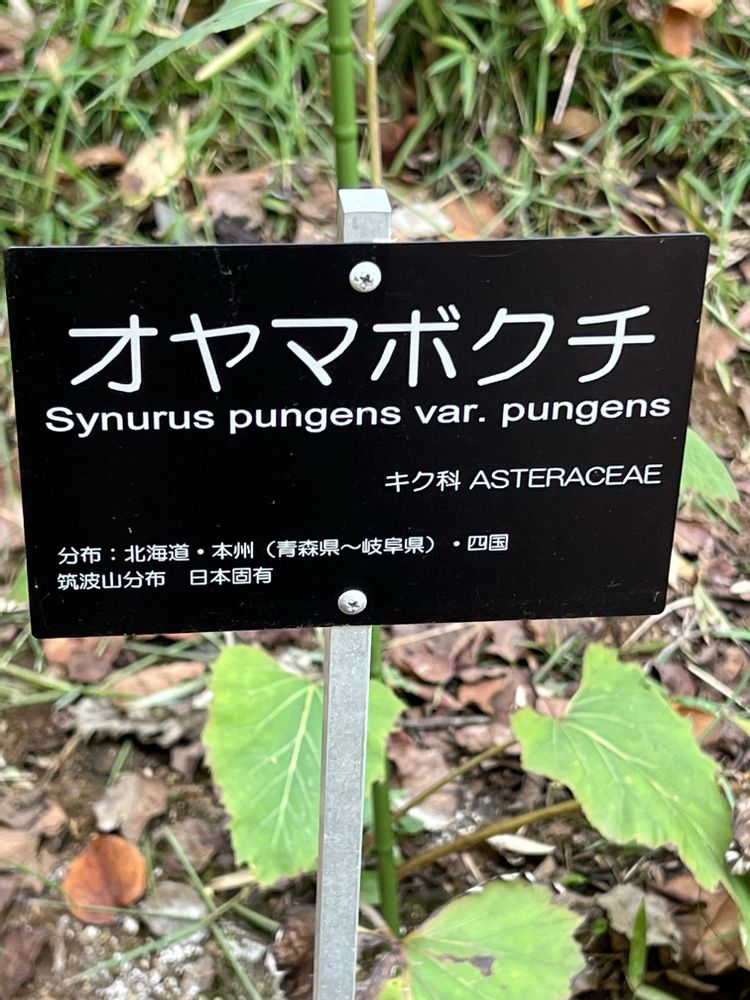 オヤマボクチ
Synurus pungens var. pungens
キク科 ASTERACEAE
分布：北海道・本州（青森県～岐阜県）・四国
筑波山分布　日本固有